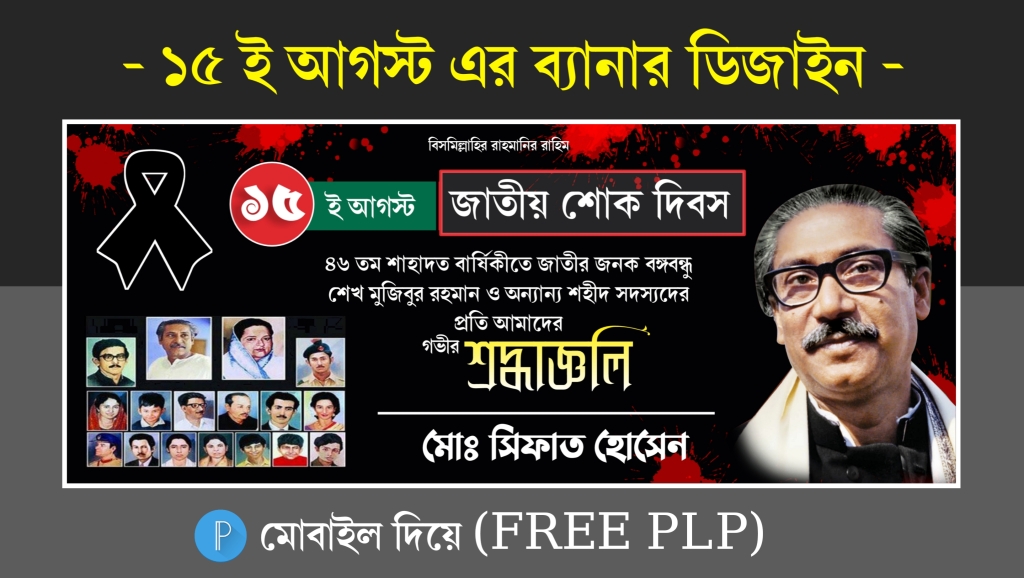 - ১৫ ই আগস্ট এর ব্যানার ডিজাইন -
বিসমিল্লাহির রাহমানির রাহিম
১৫ ই আগস্ট জাতীয় শোক দিবস
৪৬ তম শাহাদত বার্ষিকীতে জাতীর জনক বঙ্গবন্ধু
শেখ মুজিবুর রহমান ও অন্যান্য শহীদ সদস্যদের
প্রতি আমাদের
গভীর শ্রদ্ধাজ্ঞলি
মোঃ সিফাত হোসেন
P মোবাইল দিয়ে (FREE PLP)